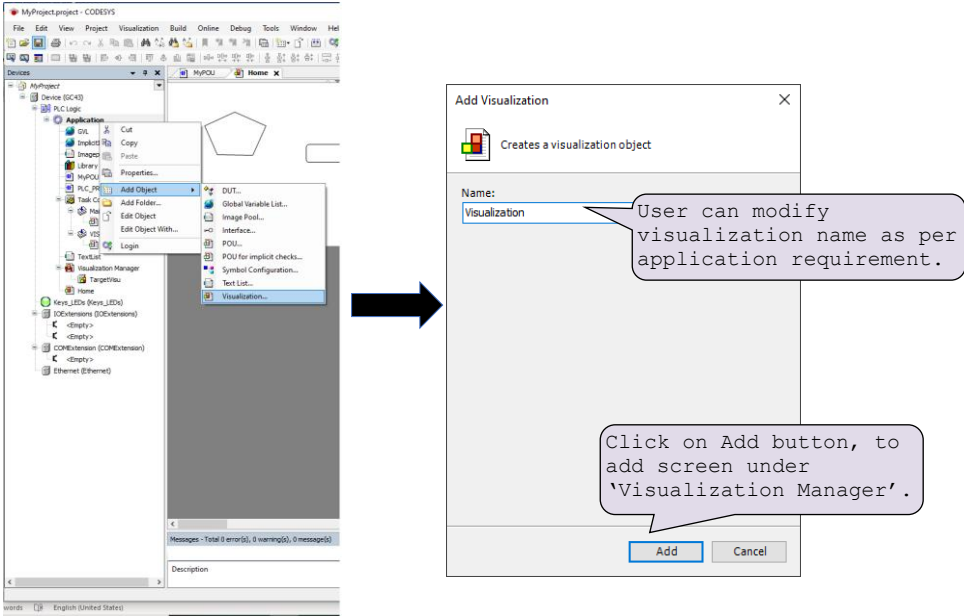 MyProject.project - CODESYS
File Edit View Project Visualization Build Online Debug Tools Window Hel
Devices
MyPOU
Home
MyProject
Device (GC43)
PLC Logic
Application
GVL
Library
MyPOU
TextList
Visualization Manager
TargetVisu
Home
Keys_LEDs (Keys_LEDs)
IOExtensions (IOExtensions)
<Empty>
<Empty>
COMExtension (COMExtension)
<Empty>
Ethernet (Ethernet)
Cut
Copy
Paste
Properties...
Add Object
Add Folder...
Edit Object
Edit Object With...
Login
DUT...
Global Variable List...
Image Pool...
Interface...
POU...
POU for implicit checks...
Symbol Configuration...
Text List...
Visualization...
Messages - Total 0 error(s), 0 warning(s), 0 message(s)
Description
words
English (United States)
Add Visualization
Creates a visualization object
Name:
Visualization
User can modify
visualization name as per
application requirement.
Click on Add button, to
add screen under
‘Visualization Manager’.
Add
Cancel